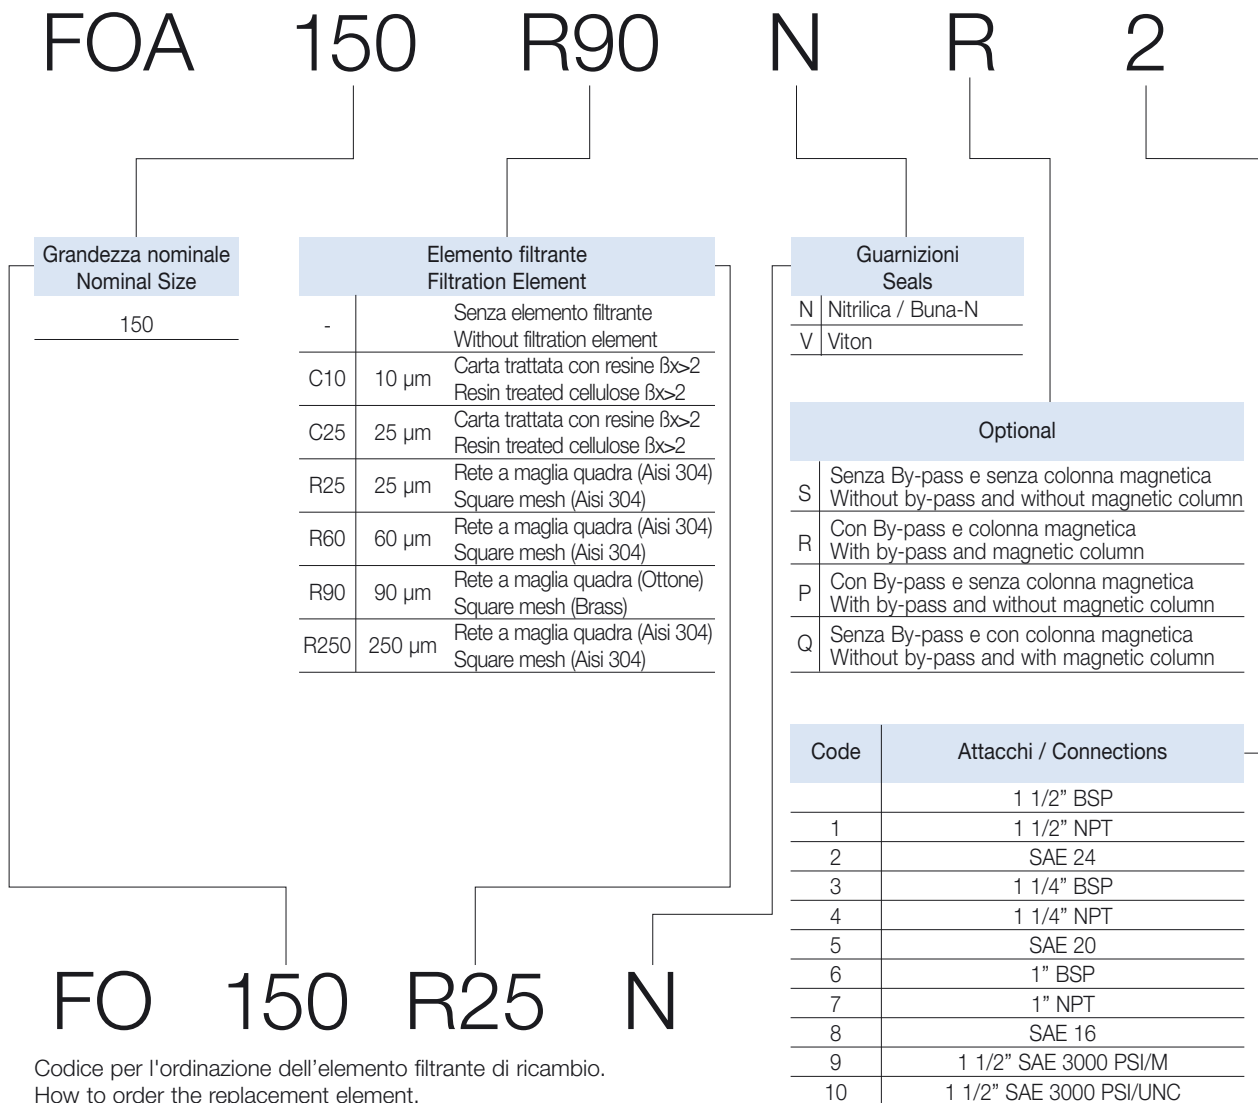 FOA 150 R90 N R 2
Grandezza nominale
Nominal Size
150
Elemento filtrante
Filtration Element
- Senza elemento filtrante
Without filtration element
C10 10 µm Carta trattata con resine ßx>2
Resin treated cellulose ßx>2
C25 25 µm Carta trattata con resine ßx>2
Resin treated cellulose ßx>2
R25 25 µm Rete a maglia quadra (Aisi 304)
Square mesh (Aisi 304)
R60 60 µm Rete a maglia quadra (Aisi 304)
Square mesh (Aisi 304)
R90 90 µm Rete a maglia quadra (Ottone)
Square mesh (Brass)
R250 250 µm Rete a maglia quadra (Aisi 304)
Square mesh (Aisi 304)
Guarnizioni
Seals
N Nitrilica / Buna-N
V Viton
Optional
S Senza By-pass e senza colonna magnetica
Without by-pass and without magnetic column
R Con By-pass e colonna magnetica
With by-pass and magnetic column
P Con By-pass e senza colonna magnetica
With by-pass and without magnetic column
Q Senza By-pass e con colonna magnetica
Without by-pass and with magnetic column
Code Attacchi / Connections
1 1/2” BSP
1 1 1/2” NPT
2 SAE 24
3 1 1/4” BSP
4 1 1/4” NPT
5 SAE 20
6 1” BSP
7 1” NPT
8 SAE 16
9 1 1/2” SAE 3000 PSI/M
10 1 1/2” SAE 3000 PSI/UNC
FO 150 R25 N
Codice per l'ordinazione dell’elemento filtrante di ricambio.
How to order the replacement element.